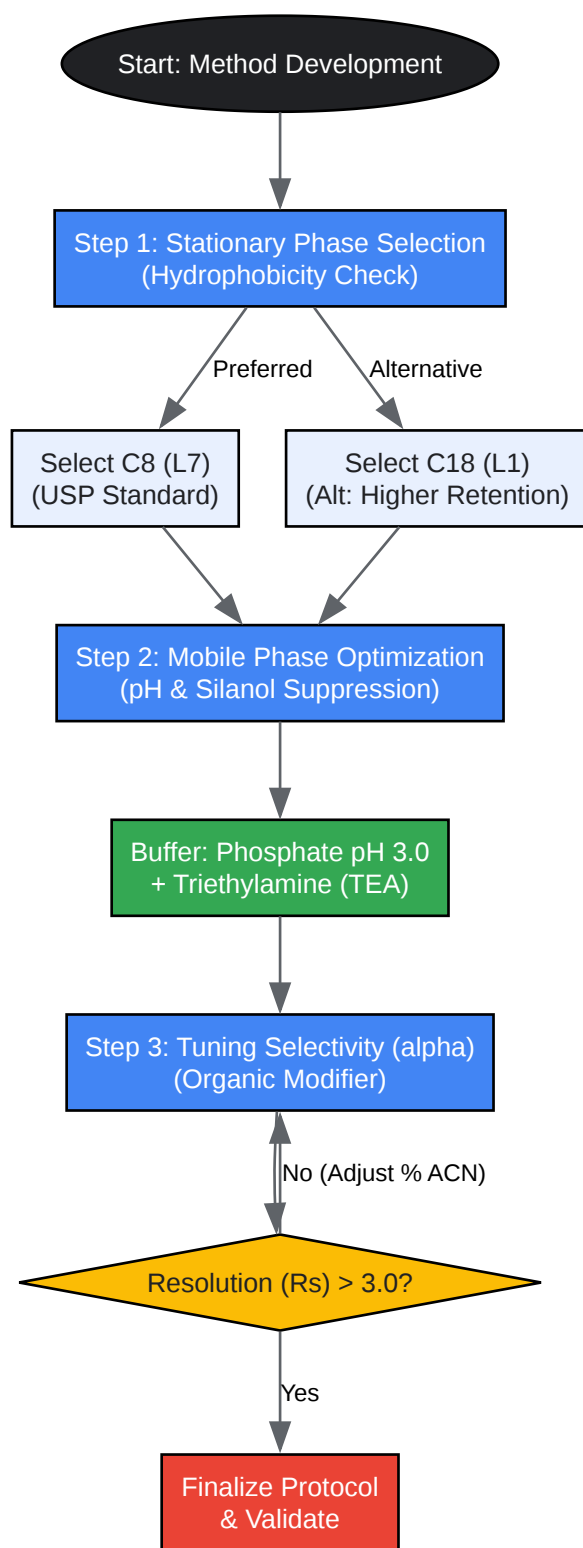 Start: Method Development
Step 1: Stationary Phase Selection
(Hydrophobicity Check)
Preferred
Alternative
Select C8 (L7)
(USP Standard)
Select C18 (L1)
(Alt: Higher Retention)
Step 2: Mobile Phase Optimization
(pH & Silanol Suppression)
Buffer: Phosphate pH 3.0
+ Triethylamine (TEA)
Step 3: Tuning Selectivity (alpha)
(Organic Modifier)
No (Adjust % ACN)
Resolution (Rs) > 3.0?
Yes
Finalize Protocol
& Validate